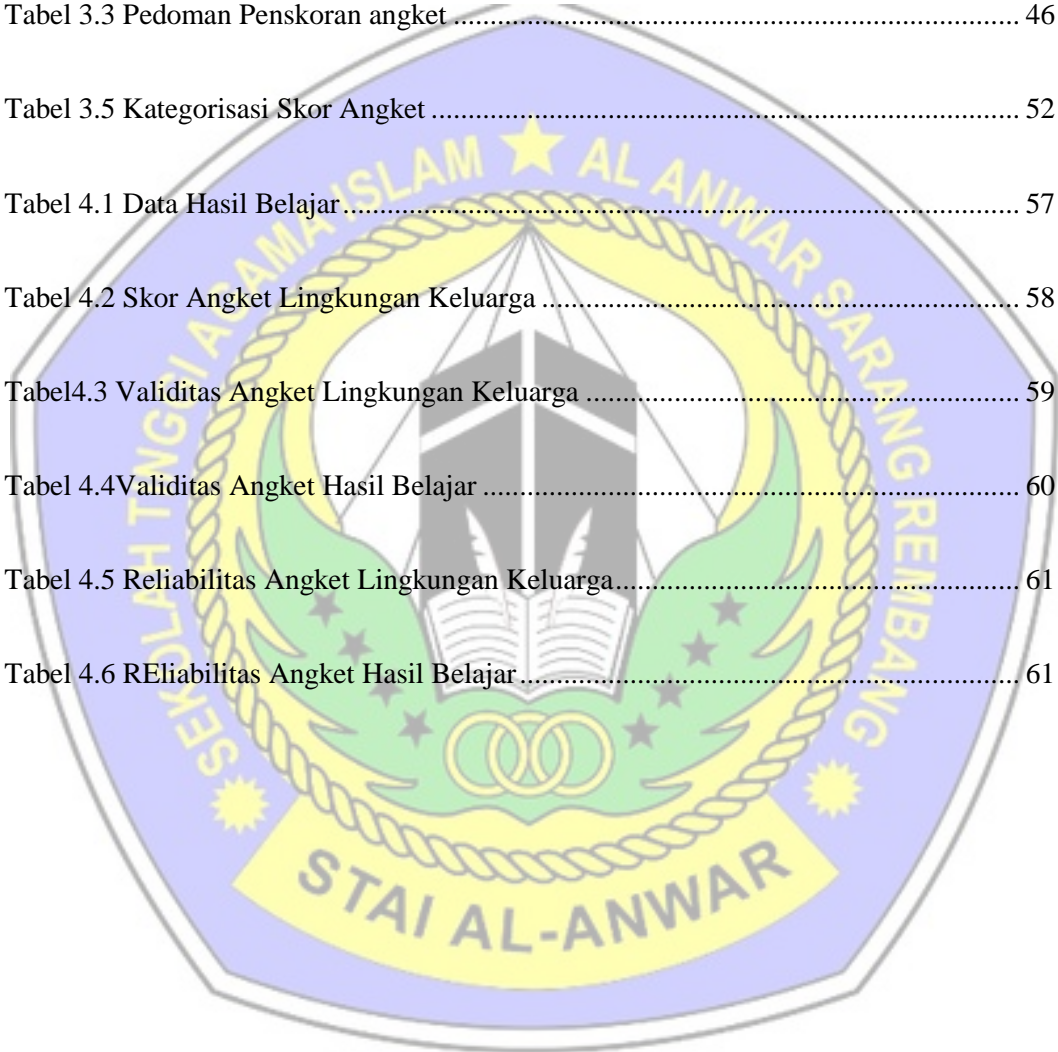 Tabel 3.3 Pedoman Penskoran angket ........................................................................... 46
Tabel 3.5 Kategorisasi Skor Angket .............................................................................. 52
Tabel 4.1 Data Hasil Belajar .......................................................................................... 57
Tabel 4.2 Skor Angket Lingkungan Keluarga ................................................................ 58
Tabel4.3 Validitas Angket Lingkungan Keluarga .......................................................... 59
Tabel 4.4Validitas Angket Hasil Belajar ........................................................................ 60
Tabel 4.5 Reliabilitas Angket Lingkungan Keluarga ...................................................... 61
Tabel 4.6 REliabilitas Angket Hasil Belajar ................................................................... 61
SEKOLAH TINGGI AGAMA ISLAM ★ AL ANWAR SARANG REMBANG
STAI AL-ANWAR